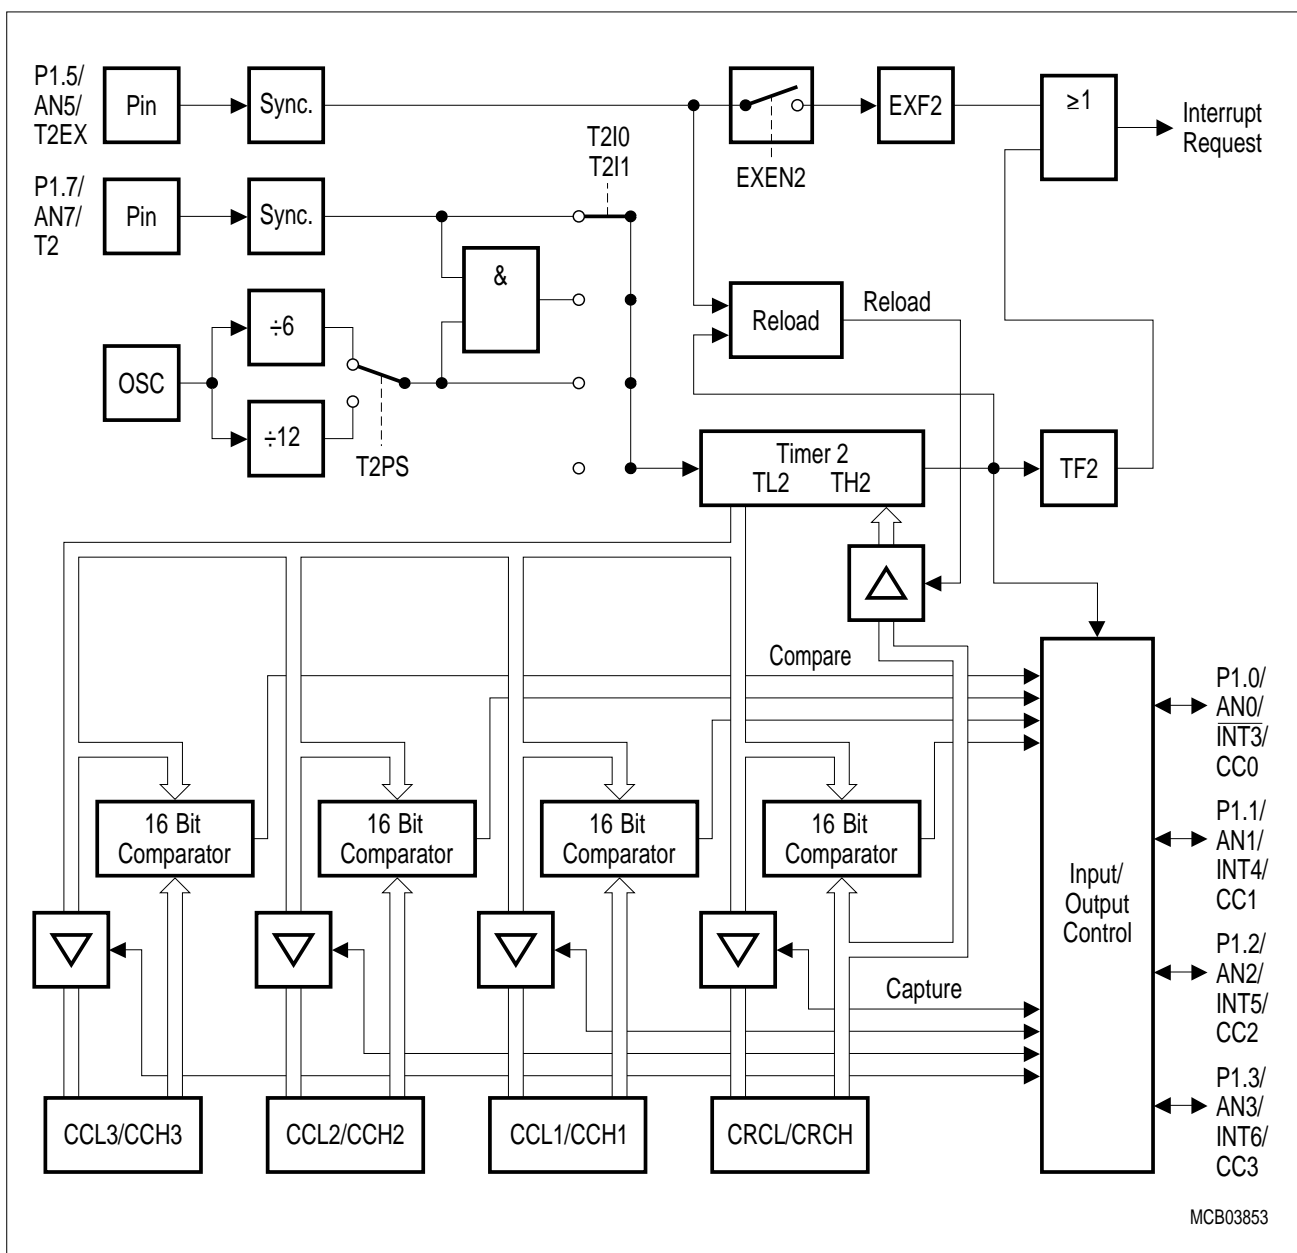 P1.5/
AN5/
T2EX
Pin
Sync.
EXEN2
EXF2
≥1
Interrupt
Request
P1.7/
AN7/
T2
Pin
Sync.
T2I0
T2I1
&
÷6
OSC
÷12
T2PS
Reload
Reload
Timer 2
TL2 TH2
TF2
Compare
16 Bit
Comparator
16 Bit
Comparator
16 Bit
Comparator
16 Bit
Comparator
Capture
CCL3/CCH3
CCL2/CCH2
CCL1/CCH1
CRCL/CRCH
Input/
Output
Control
P1.0/
AN0/
INT3/
CC0
P1.1/
AN1/
INT4/
CC1
P1.2/
AN2/
INT5/
CC2
P1.3/
AN3/
INT6/
CC3
MCB03853